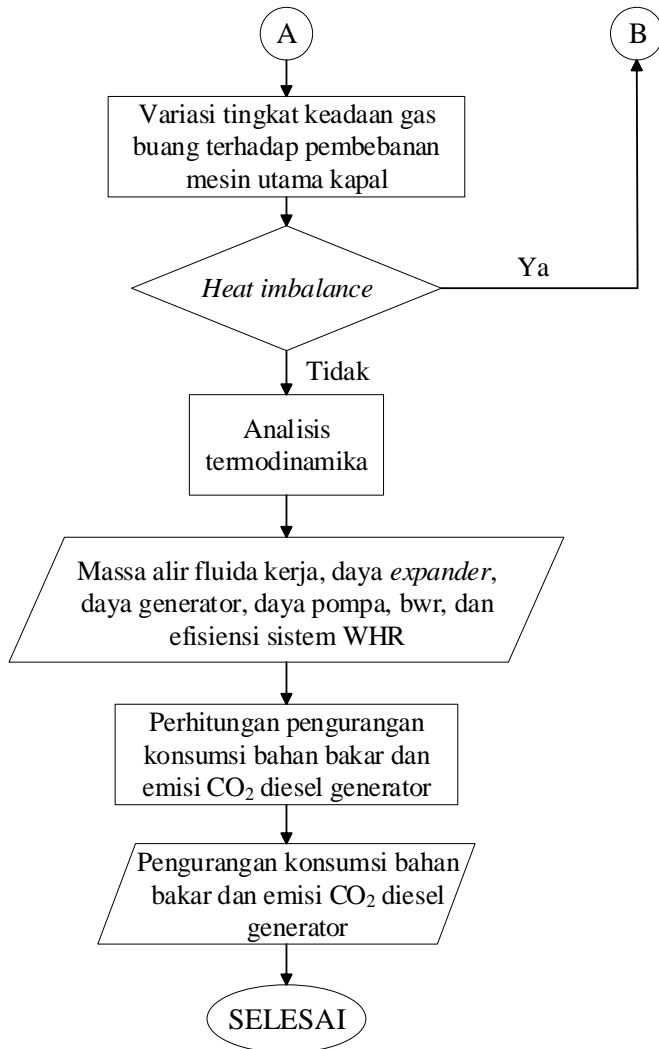 A
B
Variasi tingkat keadaan gas
buang terhadap pembebanan
mesin utama kapal
Heat imbalance
Ya
Tidak
Analisis
termodinamika
Massa alir fluida kerja, daya expander,
daya generator, daya pompa, bwr, dan
efisiensi sistem WHR
Perhitungan pengurangan
konsumsi bahan bakar dan
emisi CO₂ diesel generator
Pengurangan konsumsi bahan
bakar dan emisi CO₂ diesel
generator
SELESAI